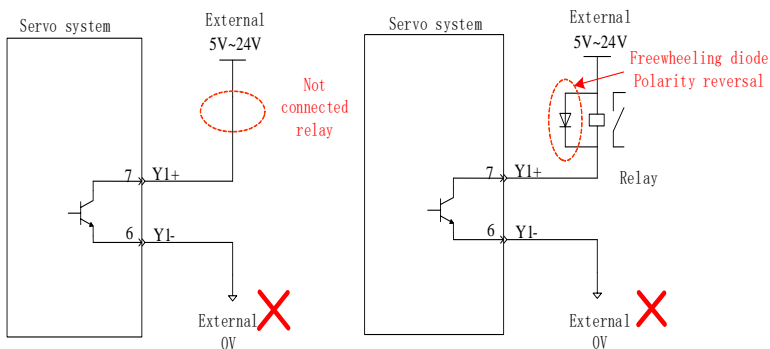 Servo system
External
5V~24V
Not
connected
relay
7
Y1+
6
Y1-
External
0V
Servo system
External
5V~24V
Freewheeling diode
Polarity reversal
7
Y1+
Relay
6
Y1-
External
0V